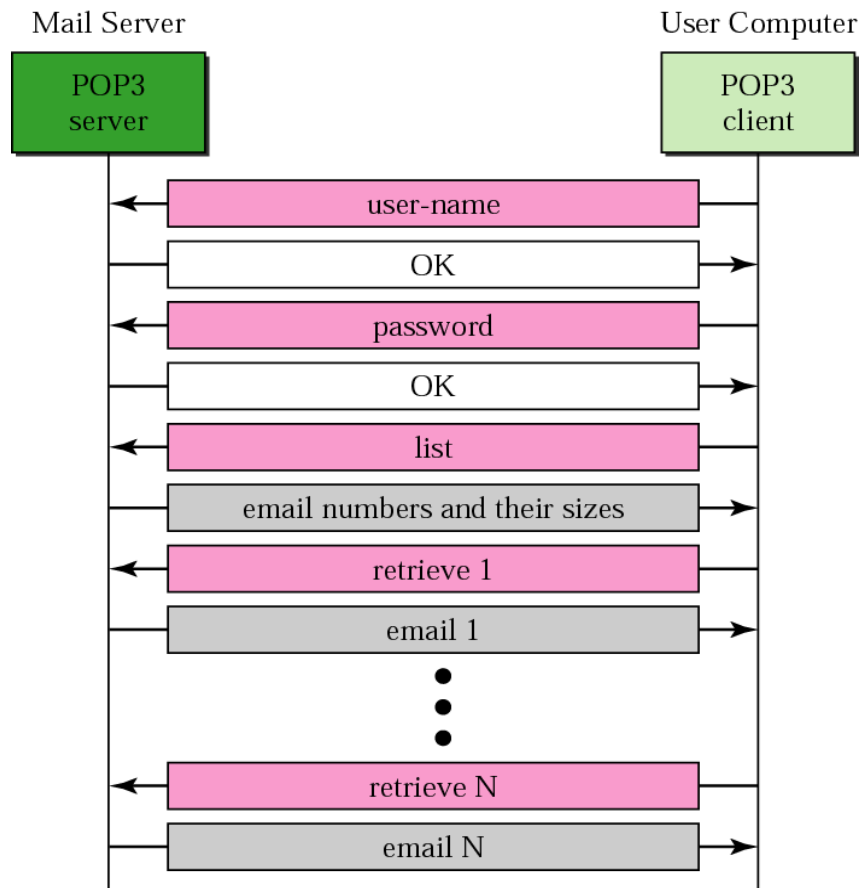 Mail Server
User Computer
POP3
server
POP3
client
user-name
OK
password
OK
list
email numbers and their sizes
retrieve 1
email 1
retrieve N
email N